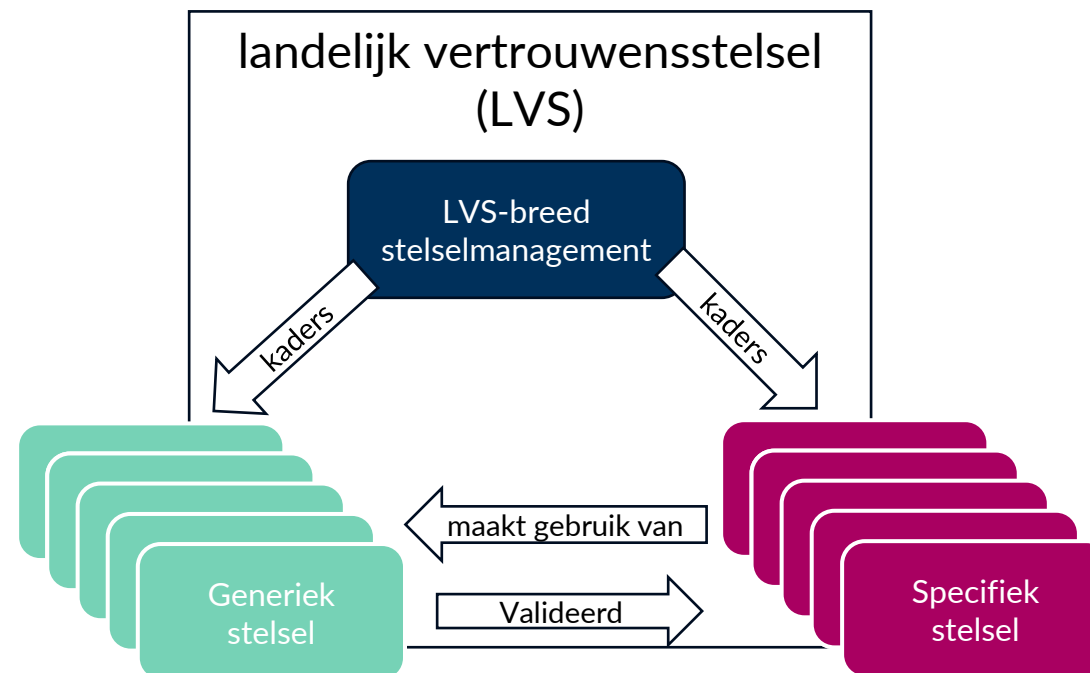 landelijk vertrouwensstelsel
(LVS)
LVS-breed
stelselmanagement
kaders
kaders
maakt gebruik van
Valideerd
Generiek
stelsel
Specifiek
stelsel